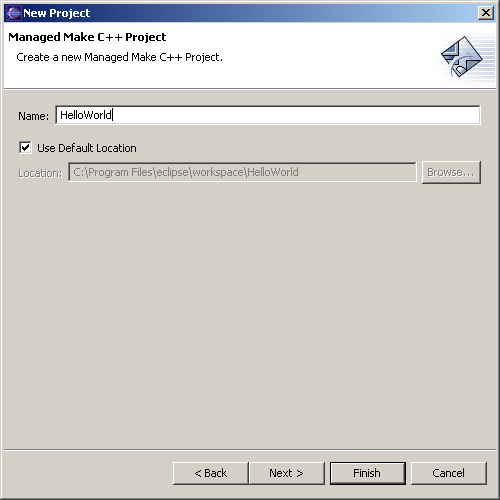 New Project
Managed Make C++ Project
Create a new Managed Make C++ Project.
Name: HelloWorld
Use Default Location
Location: C:\Program Files\eclipse\workspace\HelloWorld Browse...
< Back Next > Finish Cancel